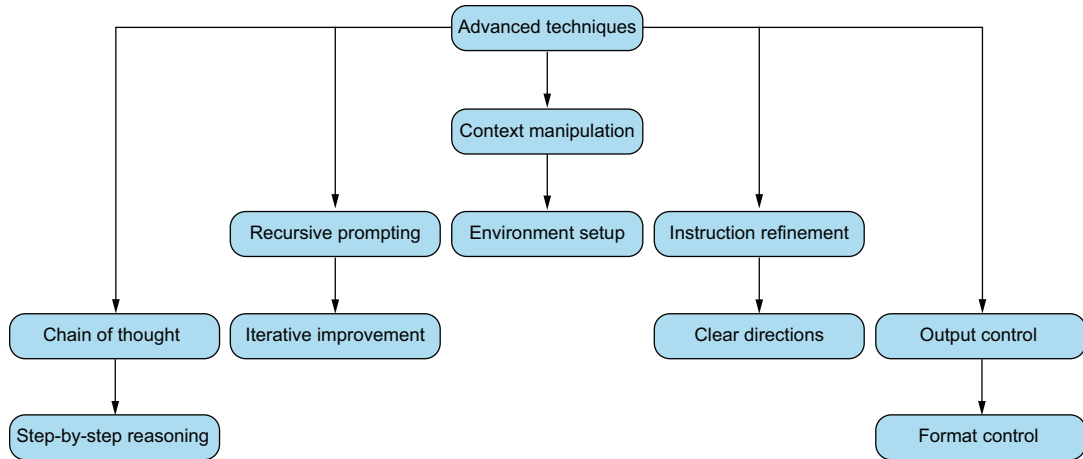 Advanced techniques
Context manipulation
Recursive prompting
Environment setup
Instruction refinement
Chain of thought
Iterative improvement
Clear directions
Output control
Step-by-step reasoning
Format control